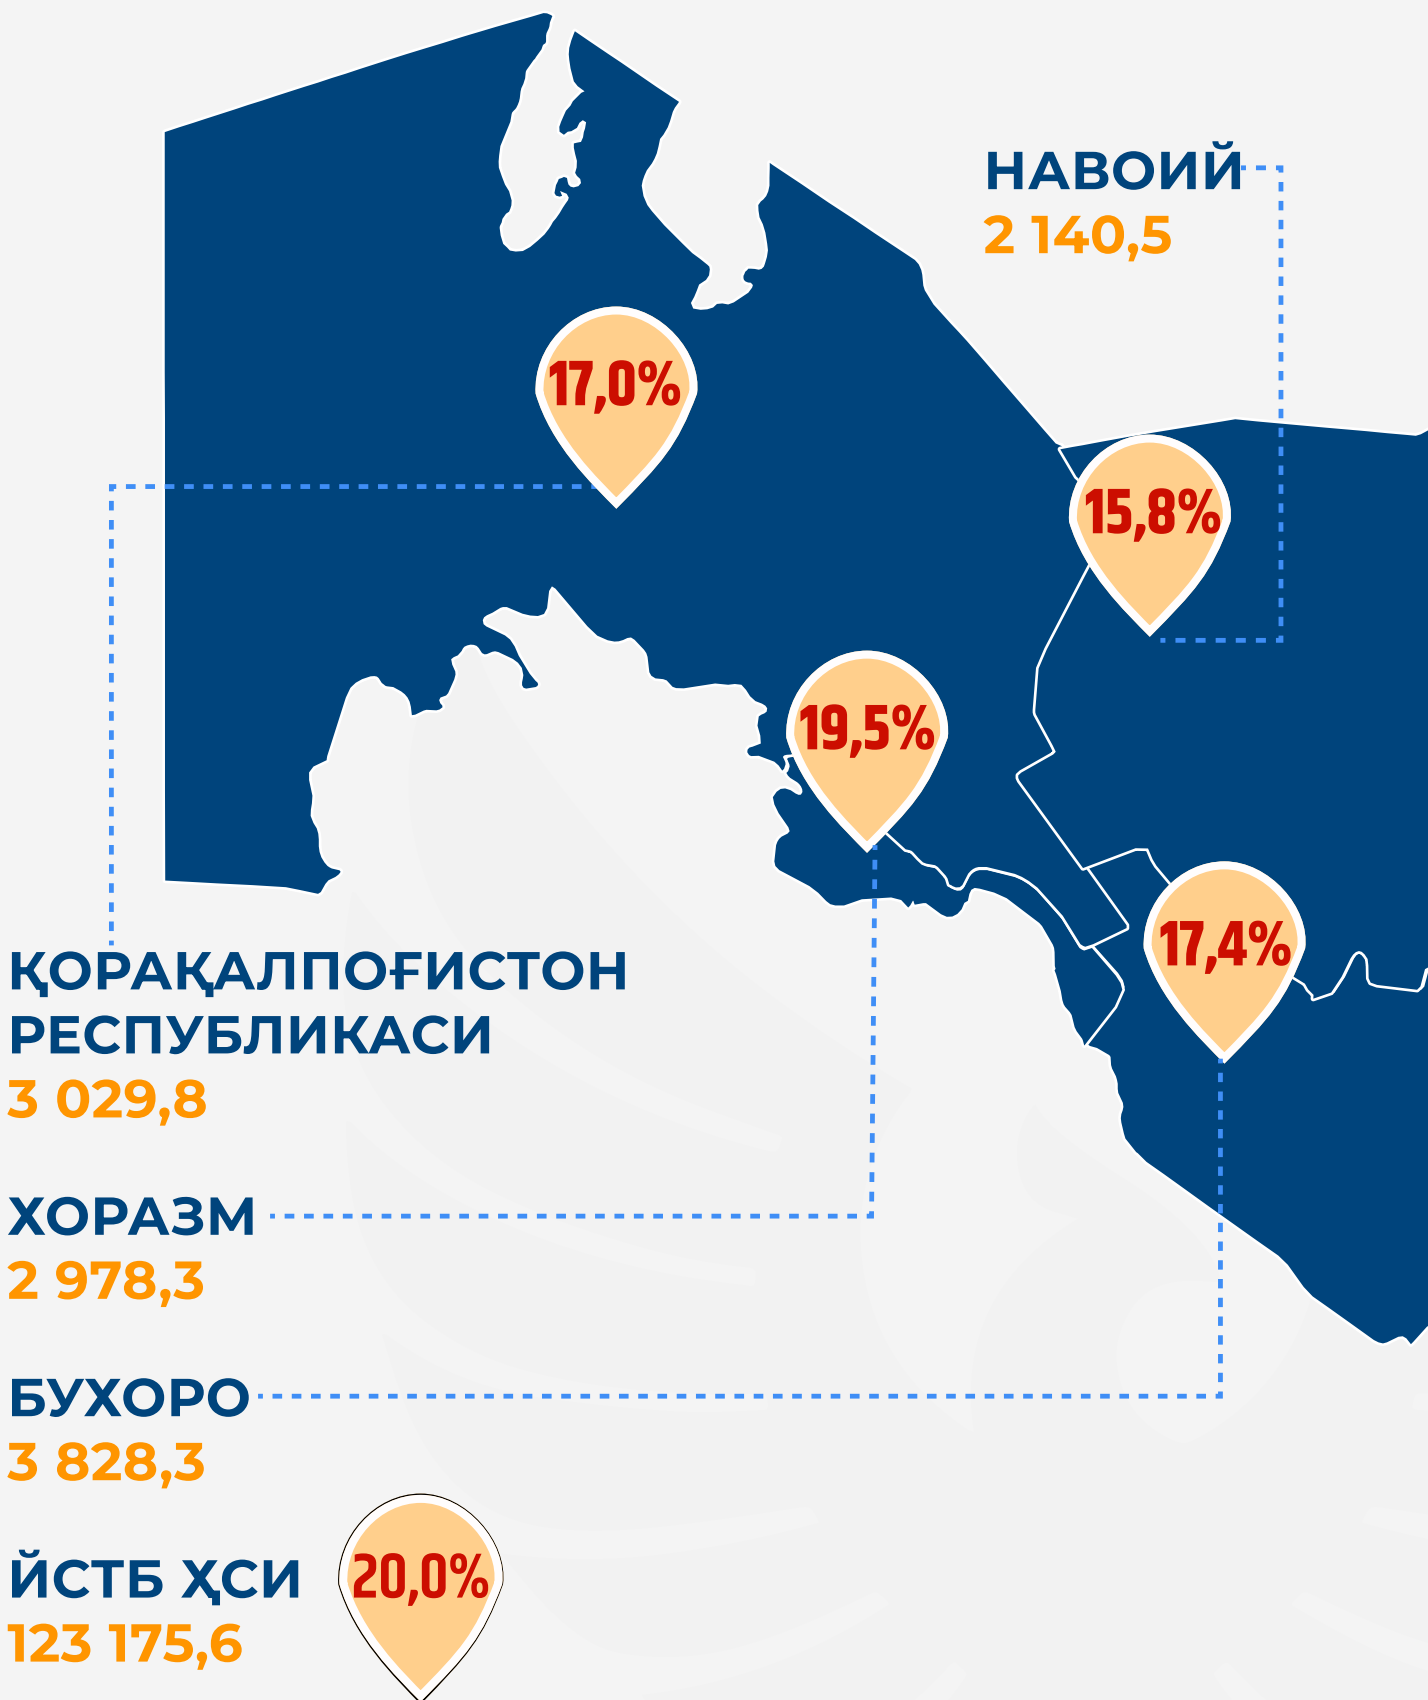 НАВОИЙ
2 140,5
17,0%
15,8%
19,5%
17,4%
ҚОРАҚАЛПОҒИСТОН
РЕСПУБЛИКАСИ
3 029,8
ХОРАЗМ
2 978,3
БУХОРО
3 828,3
ЙСТБ ҲСИ
123 175,6
20,0%